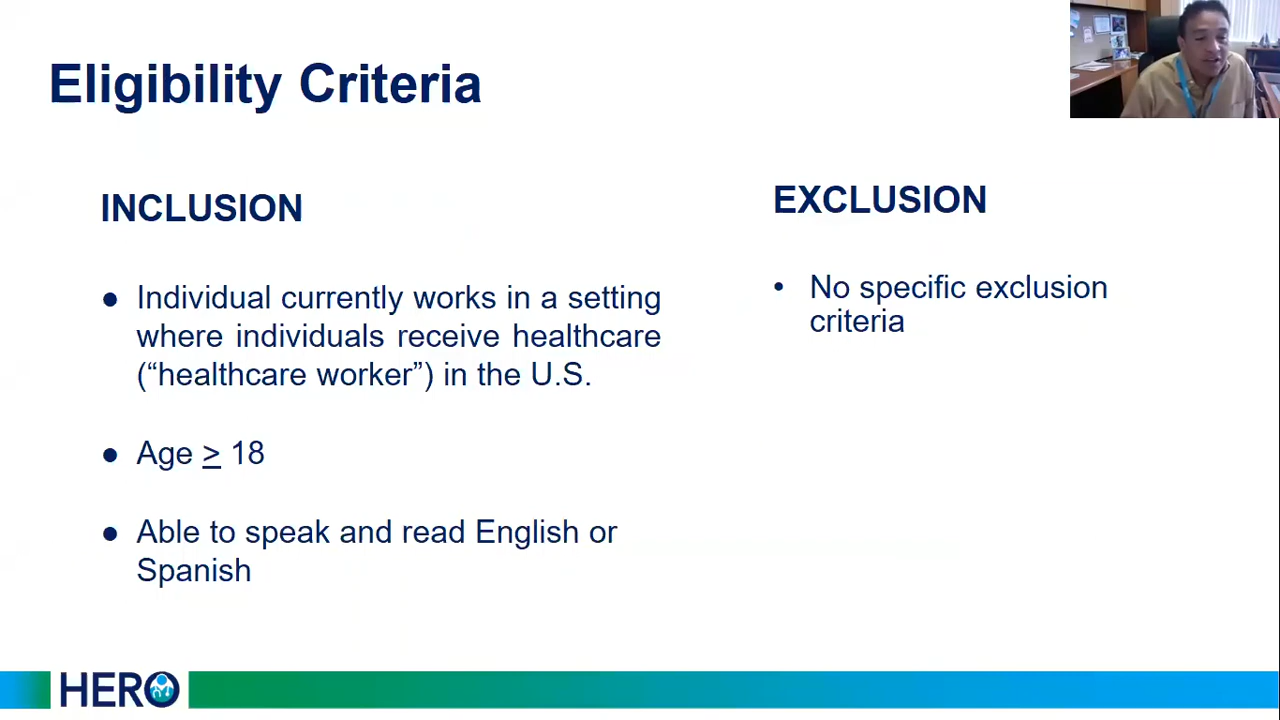 Eligibility Criteria
INCLUSION
● Individual currently works in a setting
where individuals receive healthcare
(“healthcare worker”) in the U.S.
● Age ≥ 18
● Able to speak and read English or
Spanish
EXCLUSION
• No specific exclusion
criteria
HERO